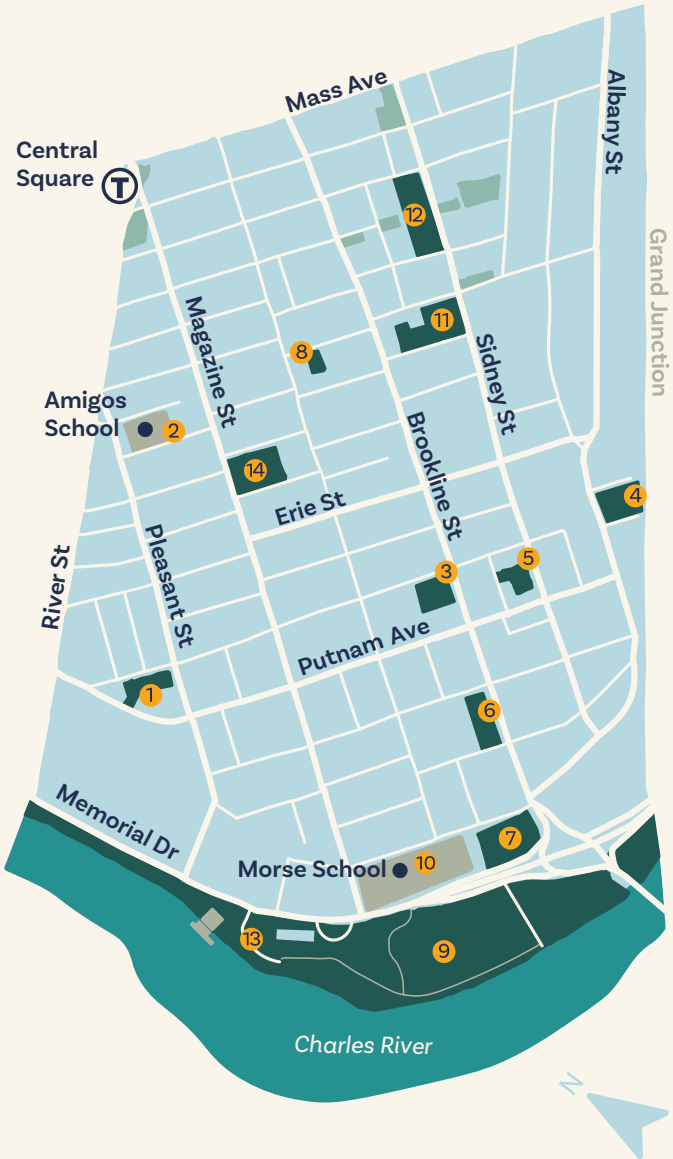 Mass Ave
Albany St
Central
Square
T
12
Grand Junction
Magazine St
11
8
Sidney St
Amigos
School
2
Brookline St
14
4
Erie St
Pleasant St
River St
5
3
Putnam Ave
1
6
Memorial Dr
7
Morse School
10
13
9
Charles River
N